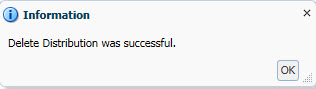 Information
Delete Distribution was successful.
OK